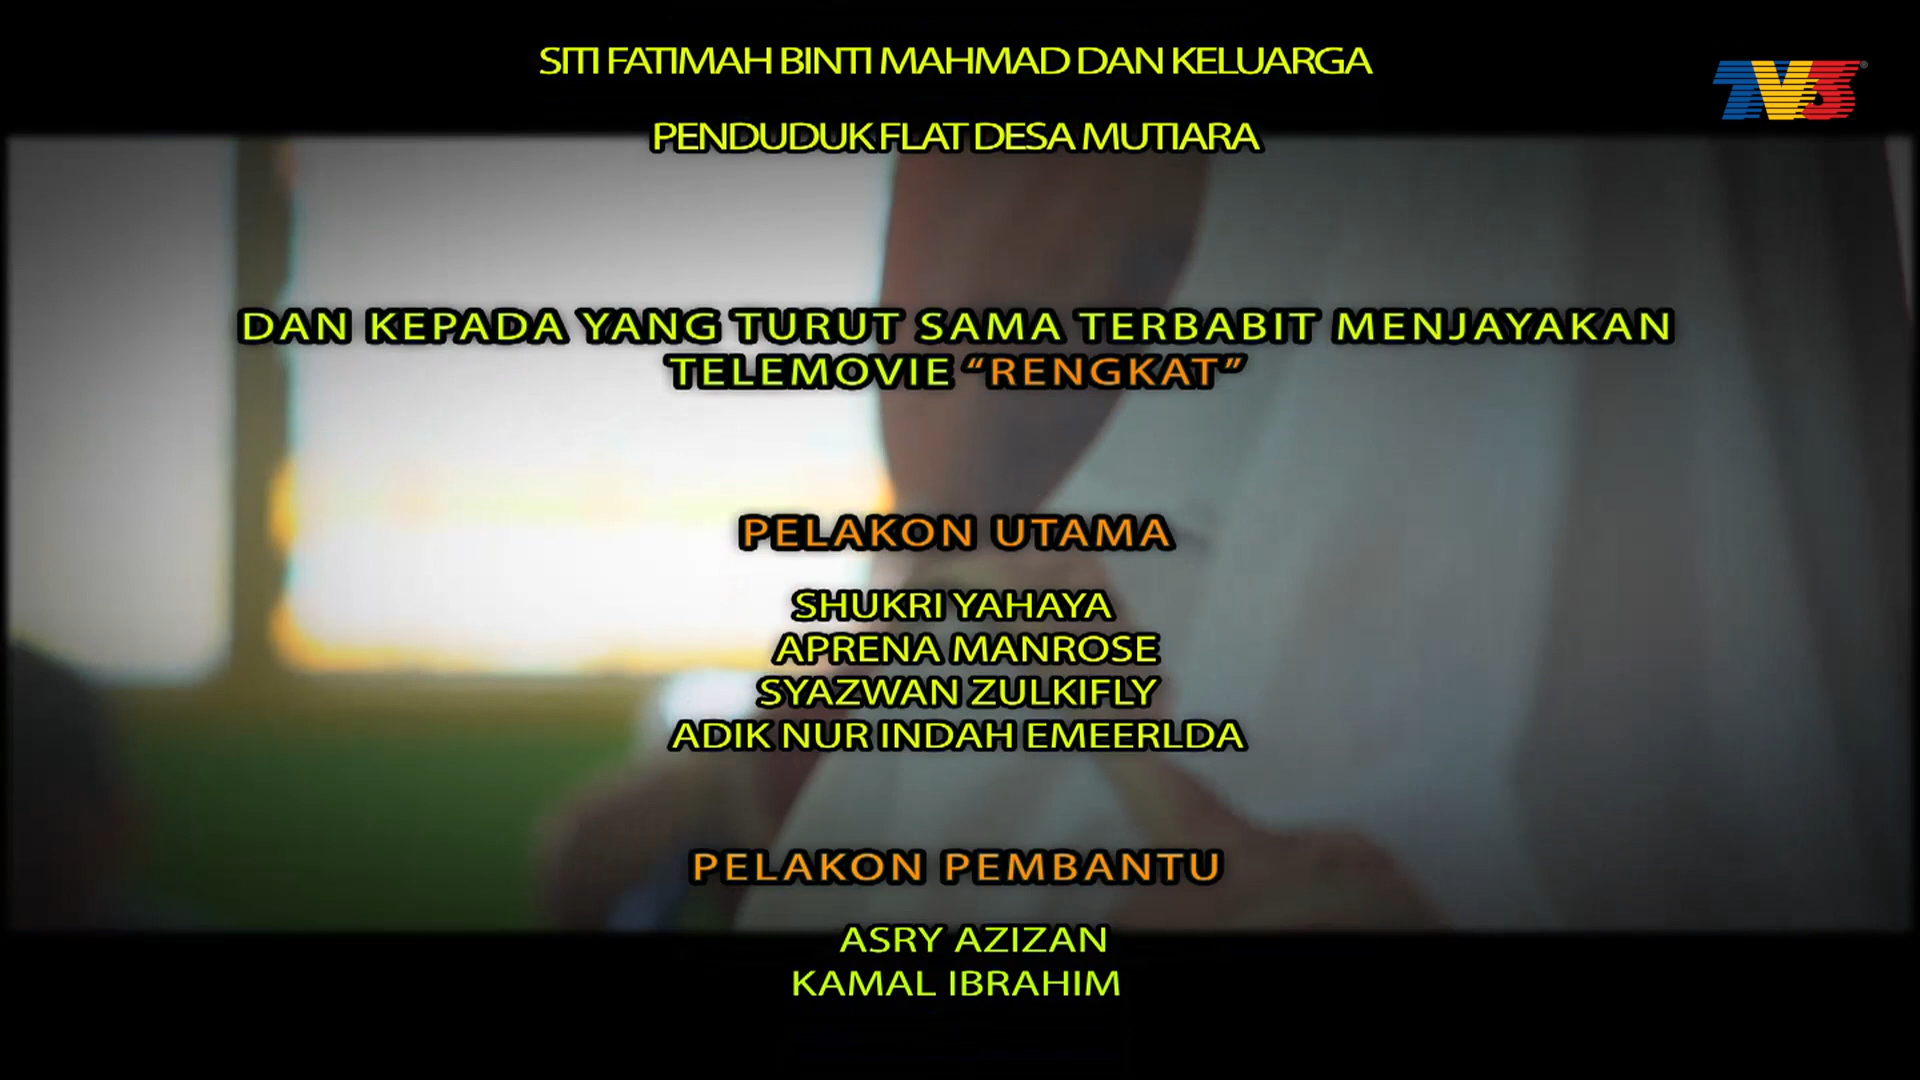 SITI FATIMAH BINTI MAHMAD DAN KELUARGA
TV3
PENDUDUK FLAT DESA MUTIARA
DAN KEPADA YANG TURUT SAMA TERBABIT MENJAYAKAN
TELEMOVIE “RENGKAT”
PELAKON UTAMA
SHUKRI YAHAYA
APRENA MANROSE
SYAZWAN ZULKIFLY
ADIK NUR INDAH EMEERLDA
PELAKON PEMBANTU
ASRY AZIZAN
KAMAL IBRAHIM